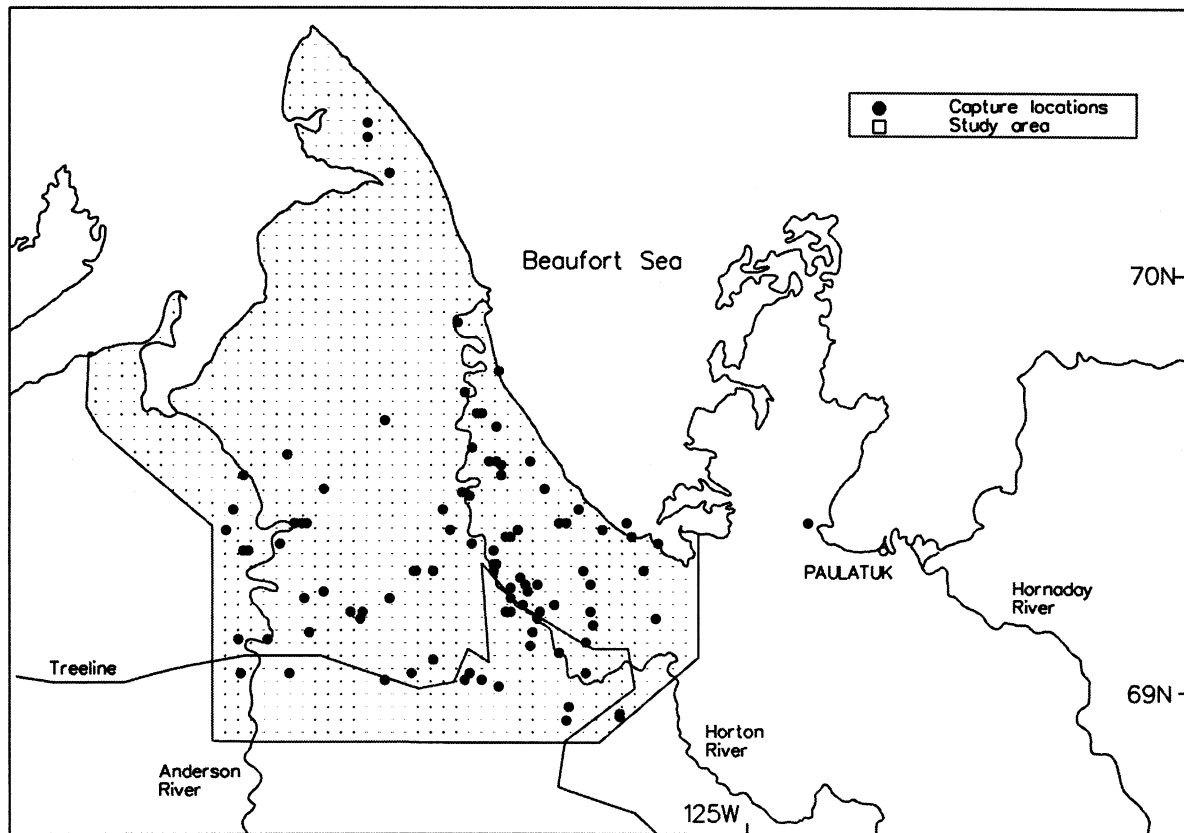 Capture locations
Study area
Beaufort Sea
70N
PAULATUK
Hornaday
River
Treeline
69N
Horton
River
Anderson
River
125W